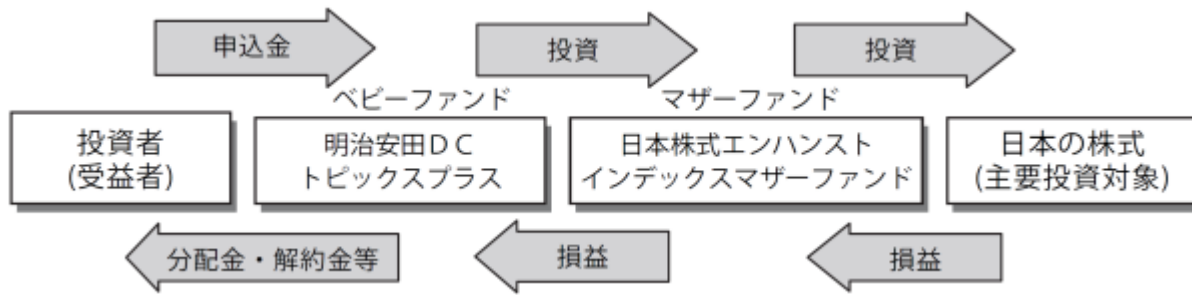 申込金
投資
投資
ベビーファンド
マザーファンド
投資者
(受益者)
明治安田ＤＣ
トピックスプラス
日本株式エンハンスト
インデックスマザーファンド
日本の株式
(主要投資対象)
分配金・解約金等
損益
損益